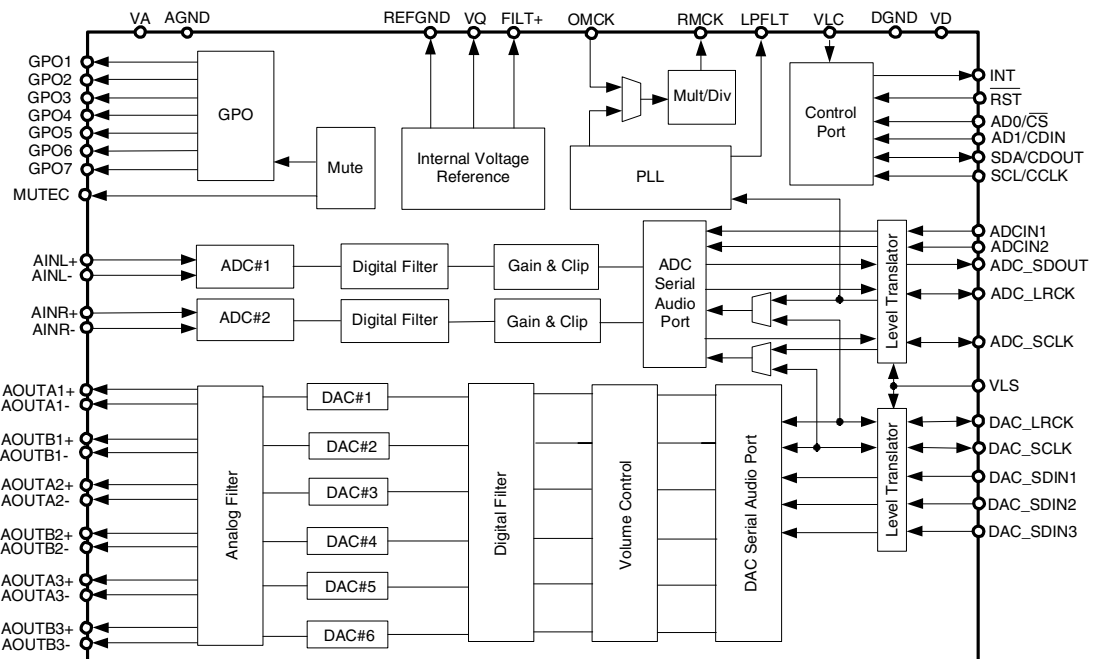 VA
AGND
REFGND
VQ
FILT+
OMCK
RMCK
LPFLT
VLC
DGND
VD
GPO1
GPO2
GPO3
GPO4
GPO5
GPO6
GPO7
MUTEC
GPO
Mute
Internal Voltage
Reference
Mult/Div
PLL
Control
Port
INT
RST
AD0/CS
AD1/CDIN
SDA/CDOUT
SCL/CCLK
AINL+
AINL-
AINR+
AINR-
ADC#1
Digital Filter
Gain & Clip
ADC#2
Digital Filter
Gain & Clip
ADC
Serial
Audio
Port
Level Translator
ADCIN1
ADCIN2
ADC_SDOUT
ADC_LRCK
ADC_SCLK
VLS
AOUTA1+
AOUTA1-
AOUTB1+
AOUTB1-
AOUTA2+
AOUTA2-
AOUTB2+
AOUTB2-
AOUTA3+
AOUTA3-
AOUTB3+
AOUTB3-
Analog Filter
DAC#1
DAC#2
DAC#3
DAC#4
DAC#5
DAC#6
Digital Filter
Volume Control
DAC Serial Audio Port
Level Translator
DAC_LRCK
DAC_SCLK
DAC_SDIN1
DAC_SDIN2
DAC_SDIN3